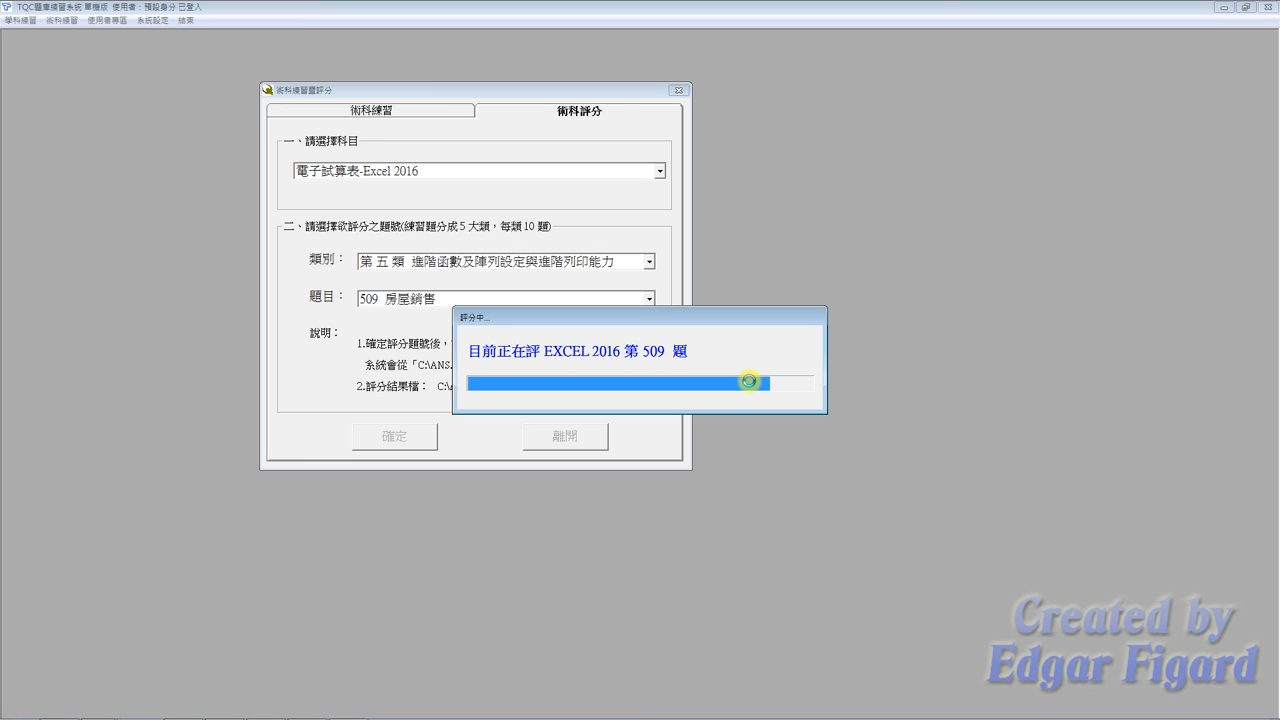 TQC題庫練習系統 單機版 使用者：預設身分 已登入
學科練習 術科練習 使用者專區 系統設定 結束
術科練習暨評分
術科練習 術科評分
一、請選擇科目
電子試算表-Excel 2016
二、請選擇欲評分之題號(練習題分成 5 大類，每類 10 題)
類別： 第 五 類 進階函數及陣列設定與進階列印能力
題目： 509 房屋銷售
說明：
1.確定評分題號後，
系統會從「C:\ANS.
2.評分結果檔： C:\
評分中...
目前正在評 EXCEL 2016 第 509 題
確定 離開
Created by
Edgar Figard